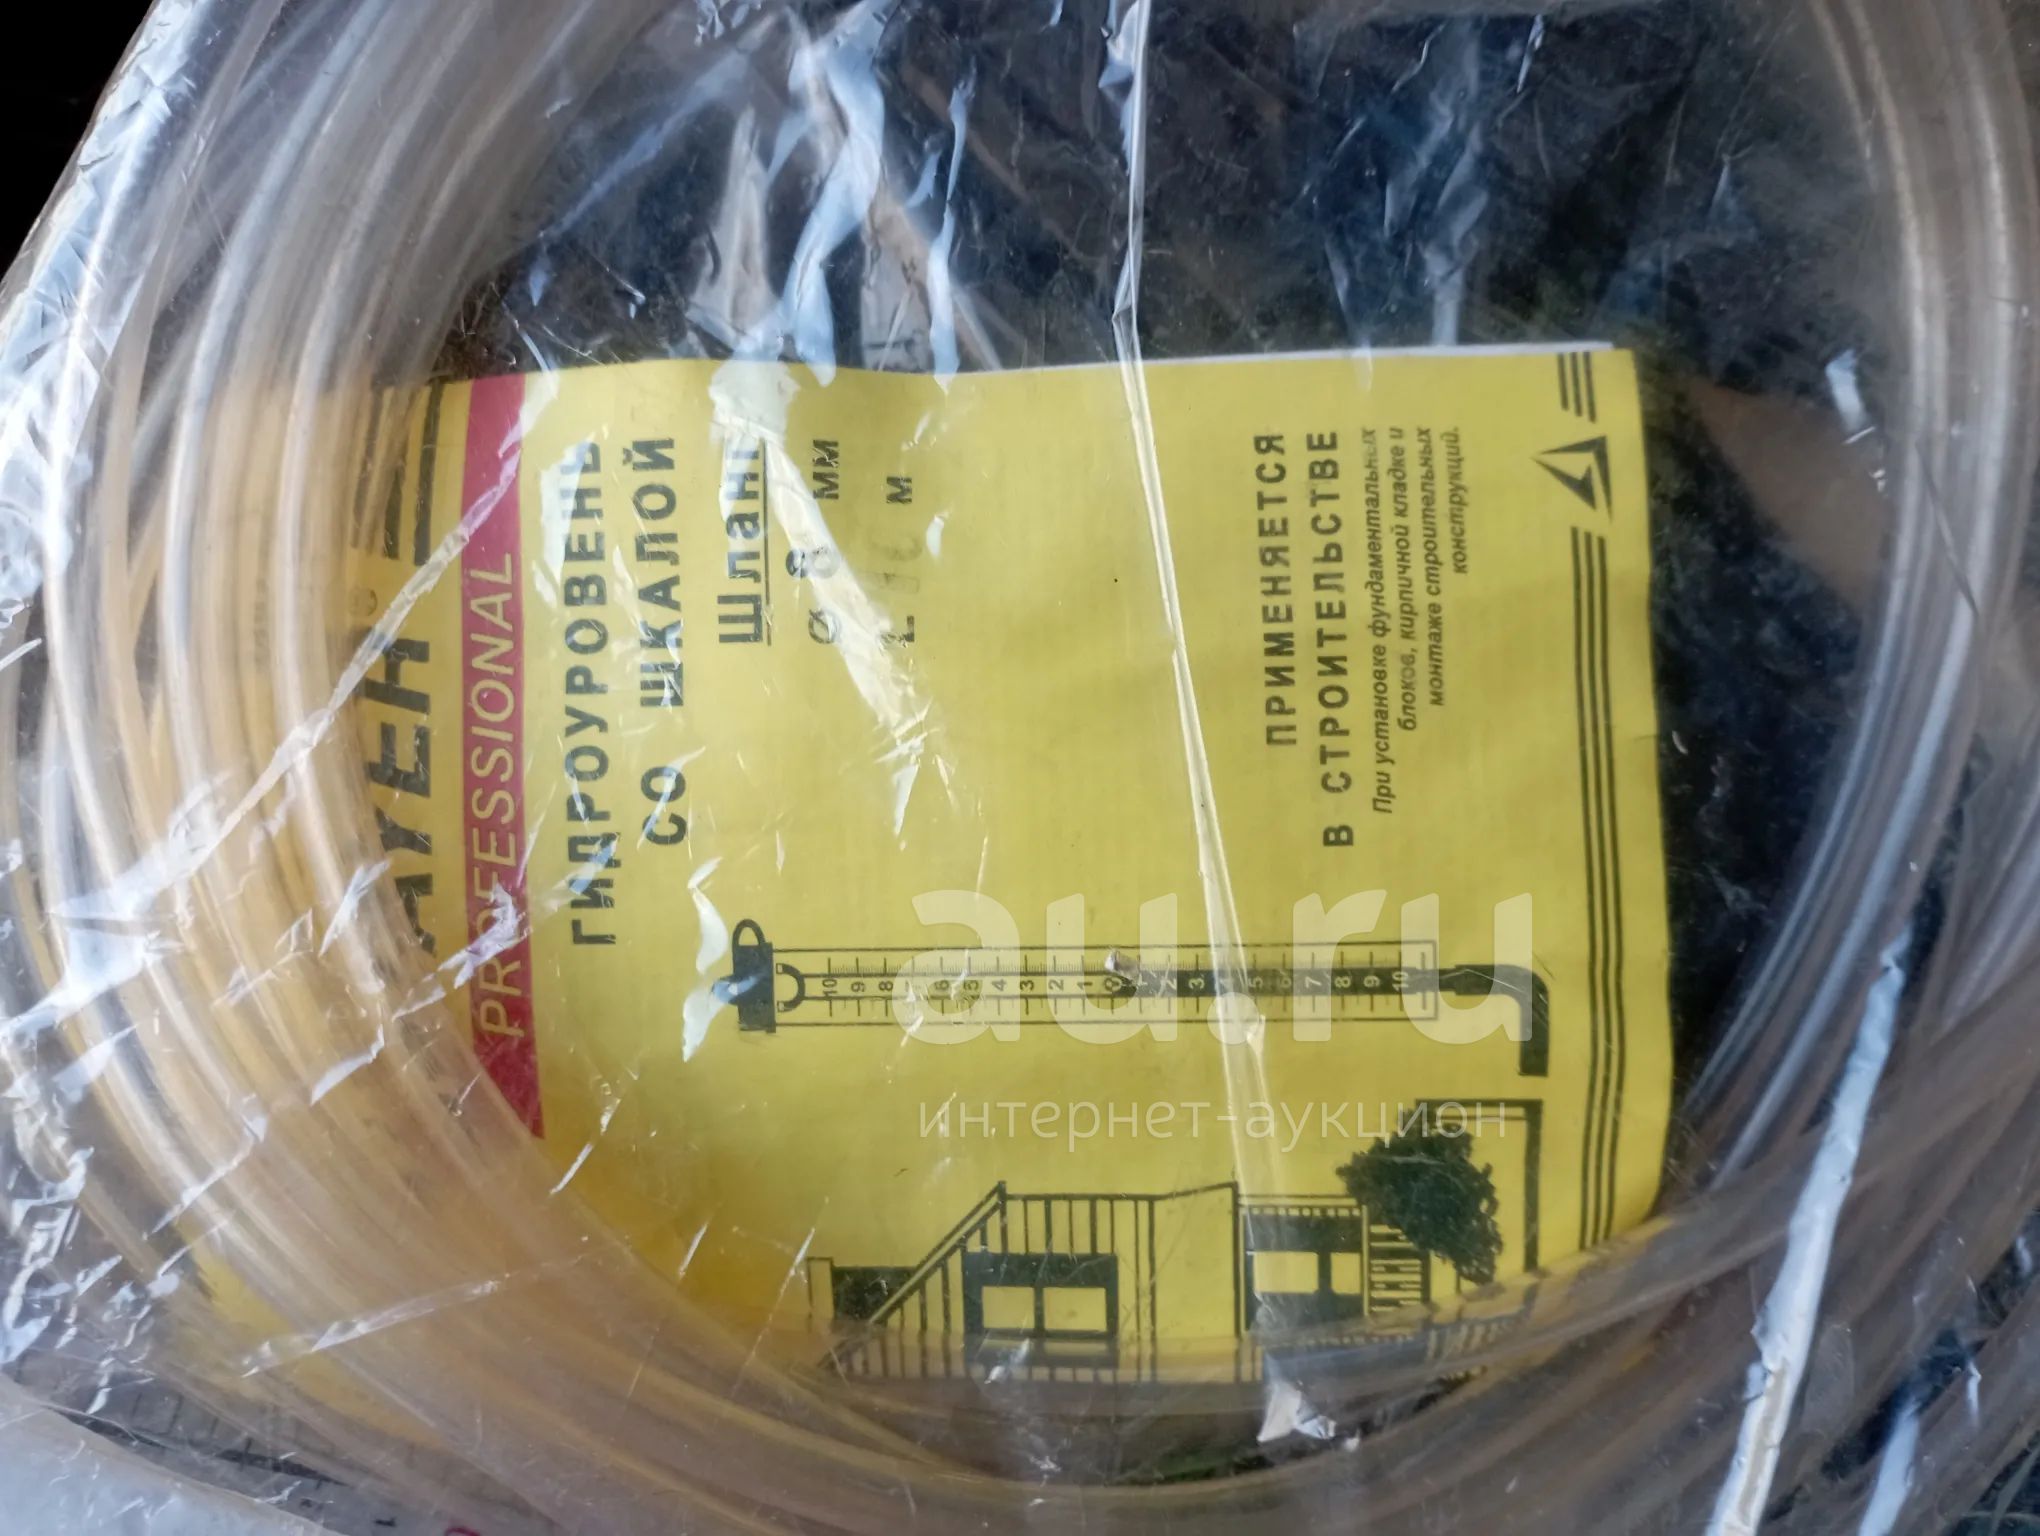 PROFESSIONAL
ГИДРОУРОВЕНЬ
СО ШКАЛОЙ
Шланг
⌀ 8 мм
м
10 9 8 7 6 5 4 3 2 1 0 1 2 3 4 5 6 7 8 9 10
ПРИМЕНЯЕТСЯ
В СТРОИТЕЛЬСТВЕ
При установке фундаментальных
блоков, кирпичной кладке и
монтаже строительных
конструкций.
au.ru
интернет-аукцион